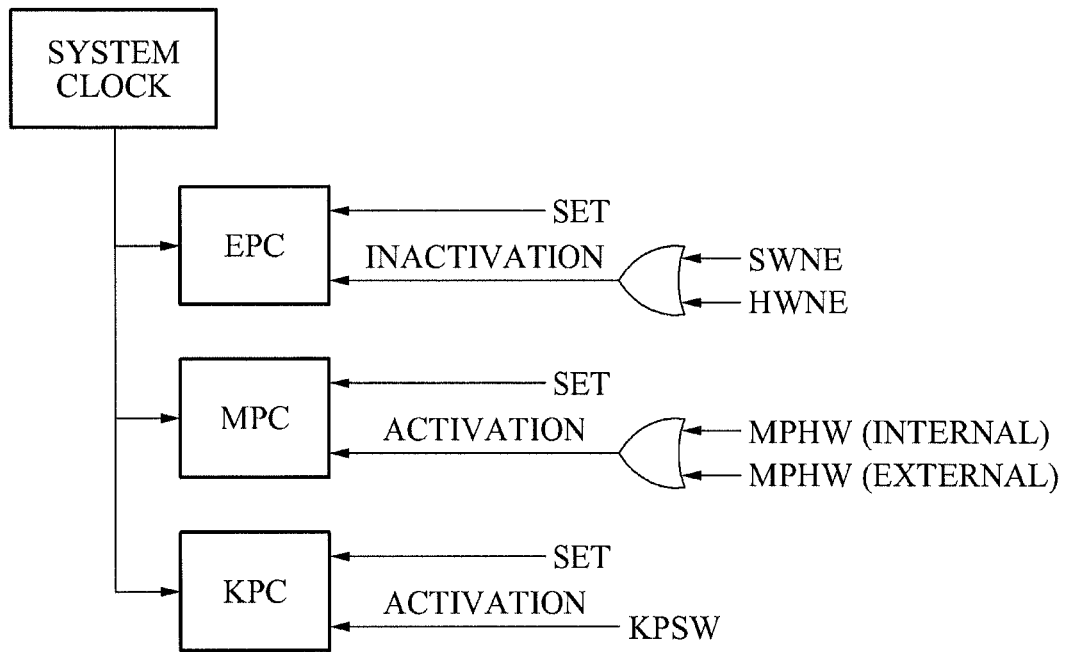 SYSTEM
CLOCK
EPC
SET
INACTIVATION
SWNE
HWNE
MPC
SET
ACTIVATION
MPHW (INTERNAL)
MPHW (EXTERNAL)
KPC
SET
ACTIVATION
KPSW